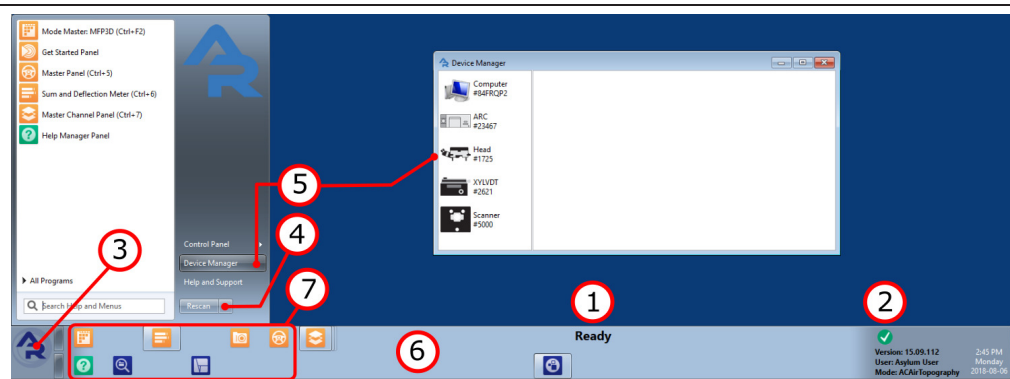 Mode Master: MFP3D (Ctrl+F2)
Get Started Panel
Master Panel (Ctrl+5)
Sum and Deflection Meter (Ctrl+6)
Master Channel Panel (Ctrl+7)
Help Manager Panel
All Programs
Search Help and Menus
Control Panel
Device Manager
Help and Support
Rescan
AR
Device Manager
Computer
#84FRQP2
ARC
#23467
Head
#1725
XYLVDT
#2621
Scanner
#5000
5
4
3
7
1
2
6
AR
Ready
Version: 15.09.112
User: Asylum User
Mode: ACAirTopography
2:45 PM
Monday
2018-08-06